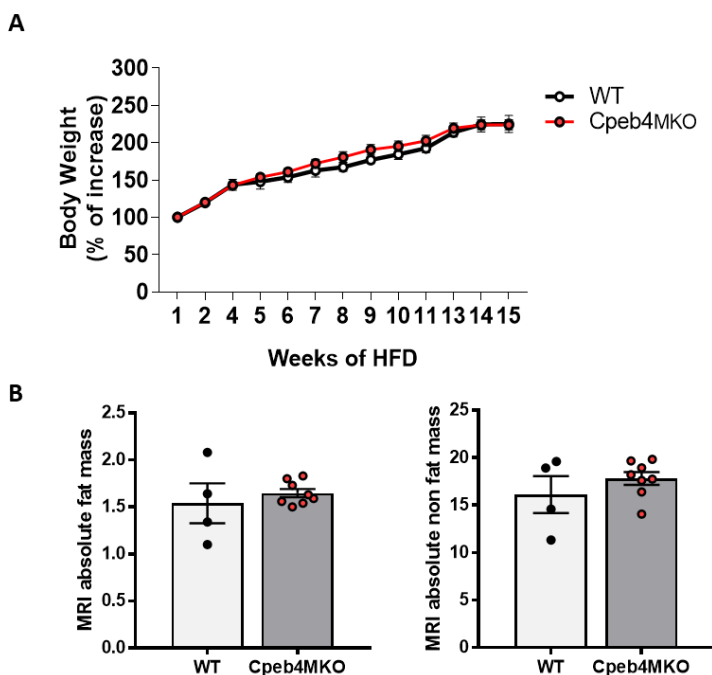 A
Body Weight
(% of increase)
300
250
200
150
100
50
0
1 2 4 5 6 7 8 9 10 11 13 14 15
Weeks of HFD
WT
Cpeb4MKO
B
MRI absolute fat mass
2.5
2.0
1.5
1.0
0.5
0.0
WT Cpeb4MKO
MRI absolute non fat mass
25
20
15
10
5
0
WT Cpeb4MKO